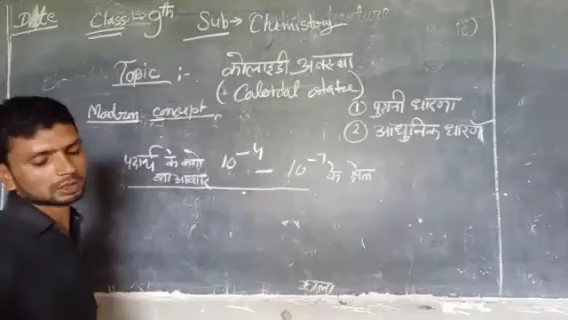 Date Class → 9th Sub → Chemistry
Topic :- कोलाइडी अवस्था
(Coloidal state)
Modern concept
① पुरानी धारणा
② आधुनिक धारणा
पदार्थ के कणो
का आकार 10⁻⁴ – 10⁻⁷ के